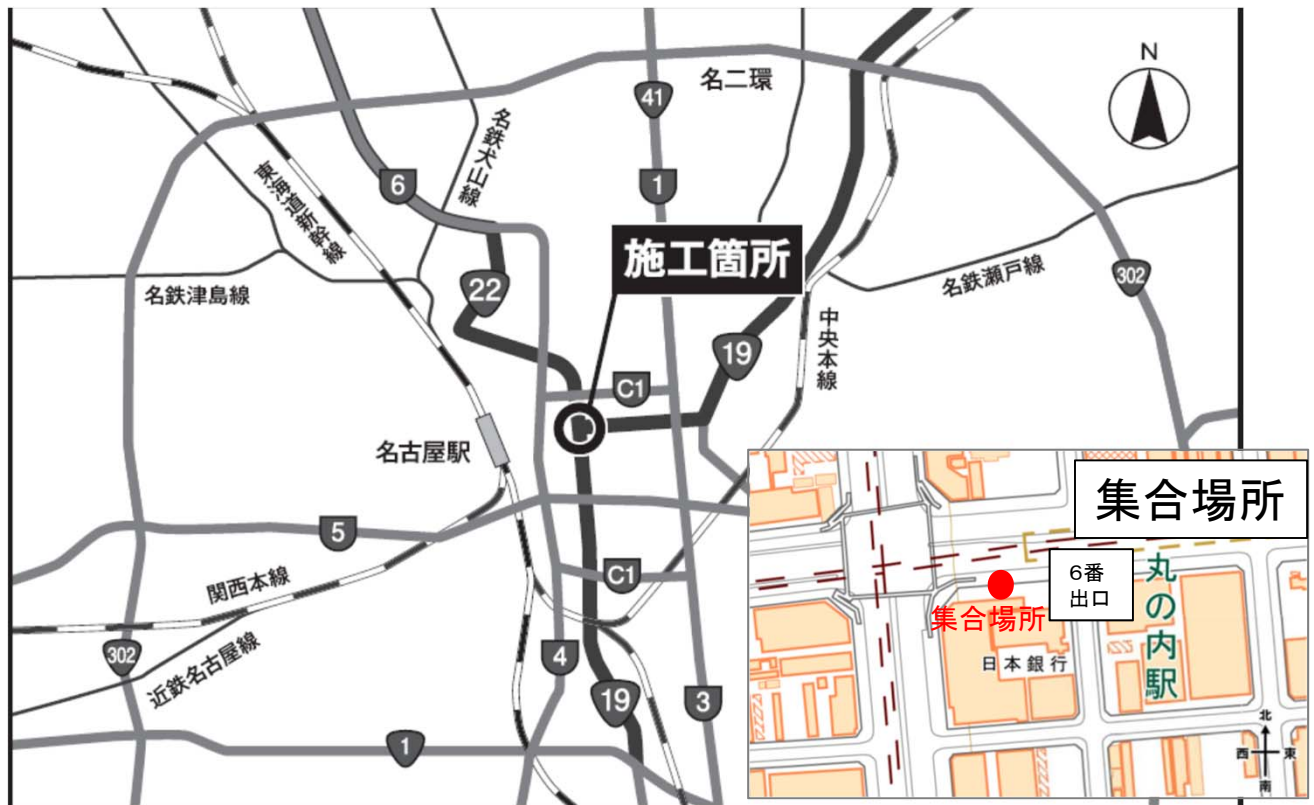 名二環
N
41
名鉄犬山線
東海道新幹線
6
1
施工箇所
22
名鉄津島線
名鉄瀬戸線
302
19
中央本線
C1
名古屋駅
5
関西本線
C1
302
近鉄名古屋線
4
19
3
1
集合場所
6番
出口
丸の内駅
集合場所
日本銀行
北
西
東
南